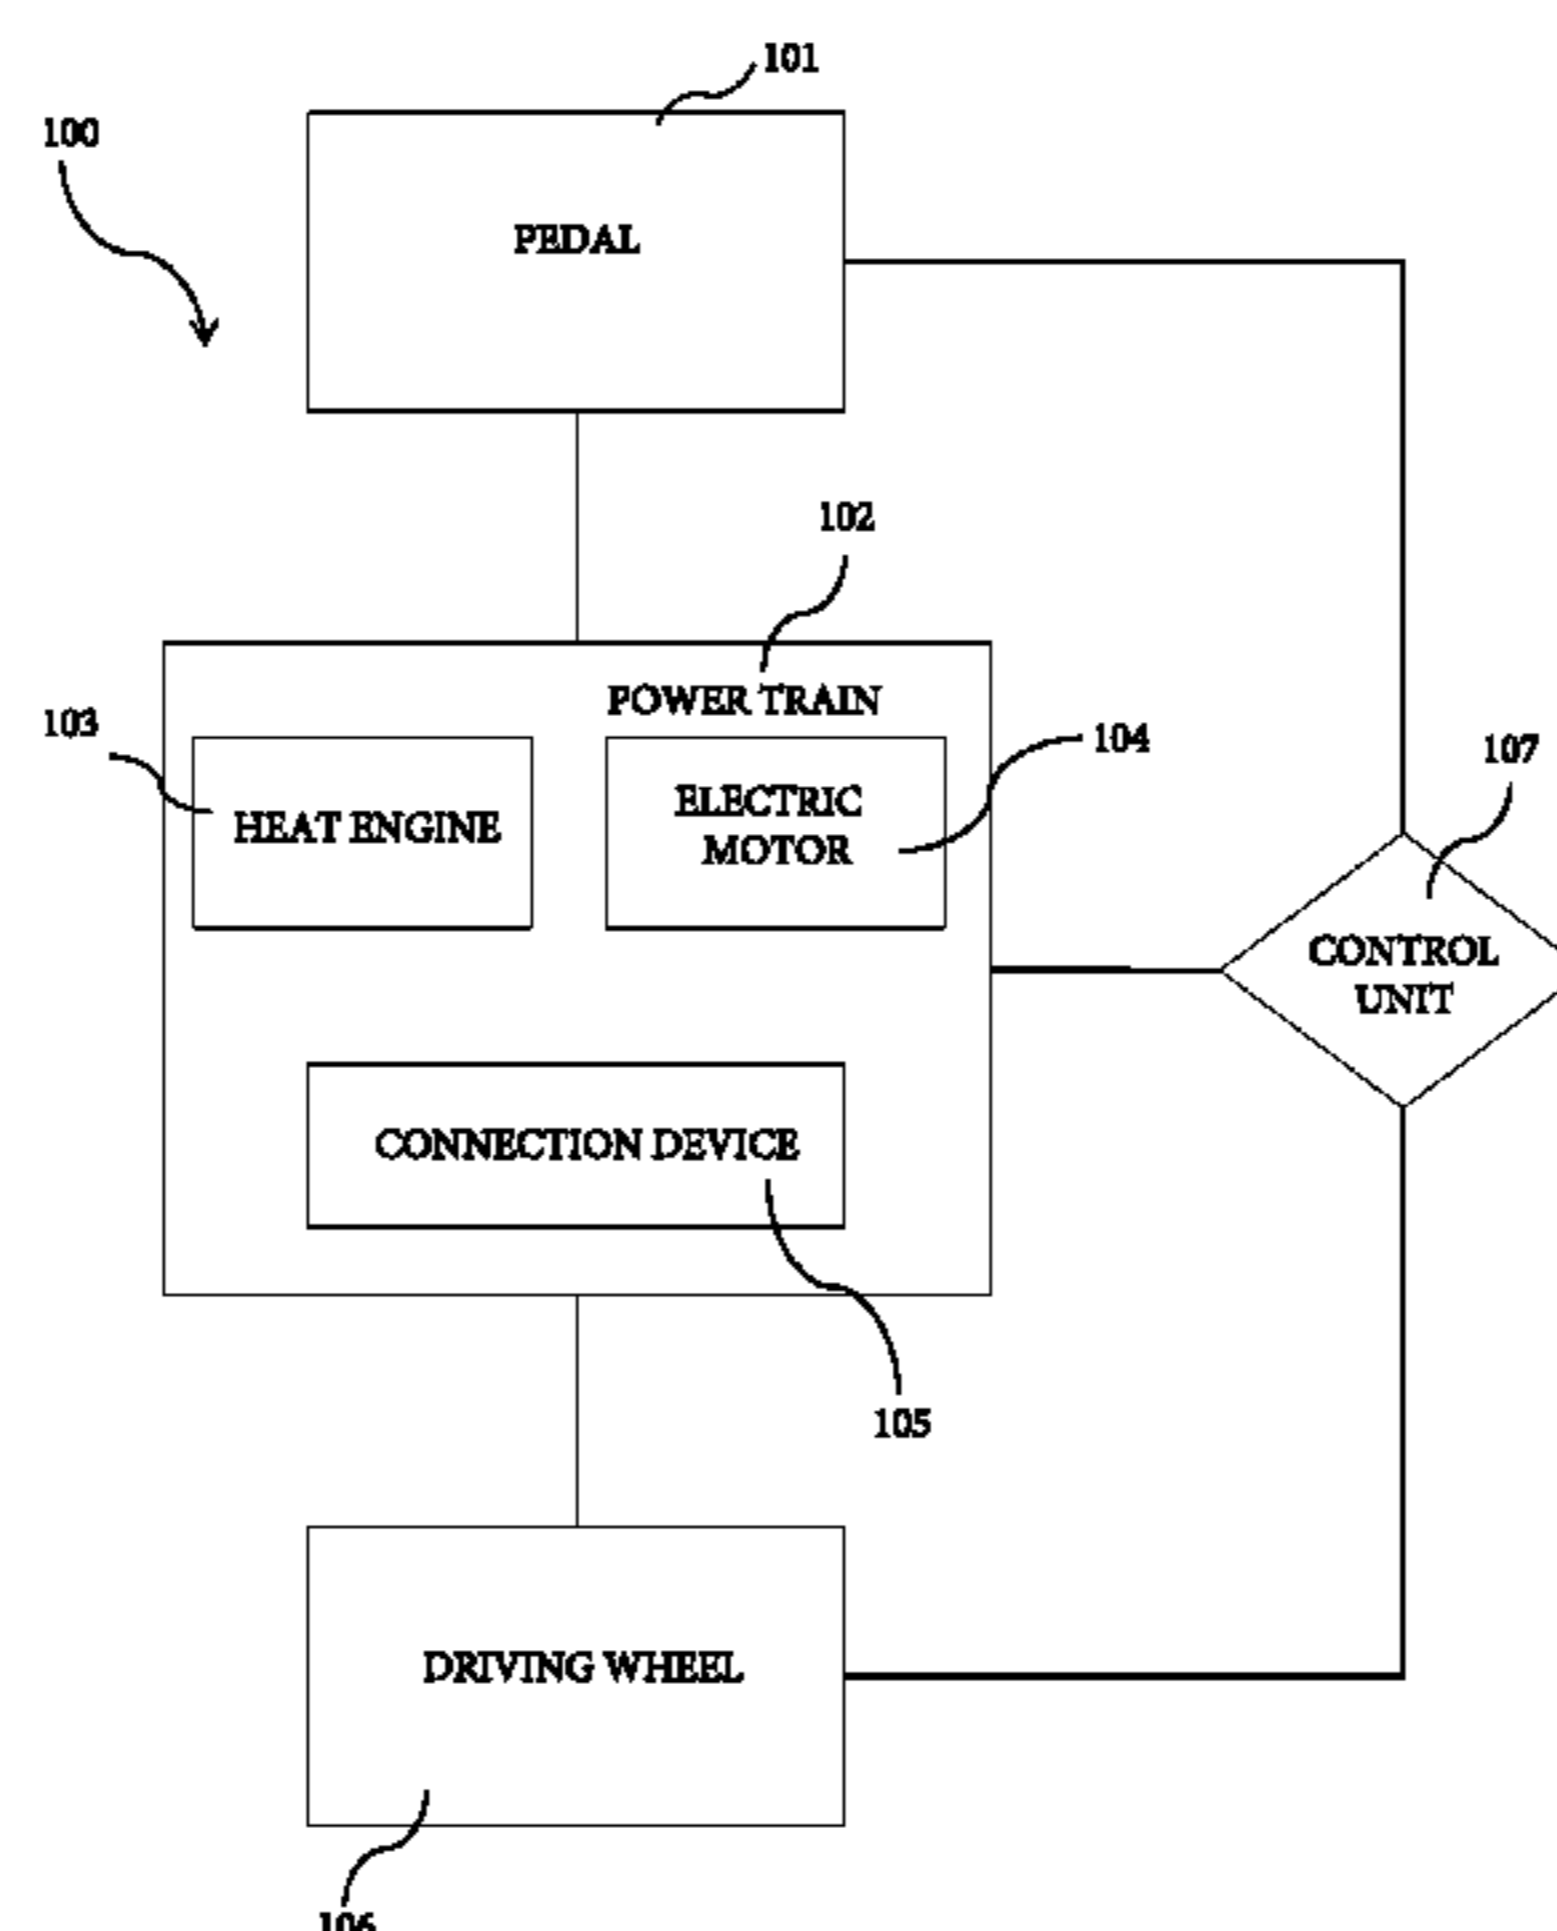 101
100
PEDAL
102
POWER TRAIN
103
104
107
HEAT ENGINE
ELECTRIC
MOTOR
CONTROL
UNIT
CONNECTION DEVICE
105
DRIVING WHEEL
106